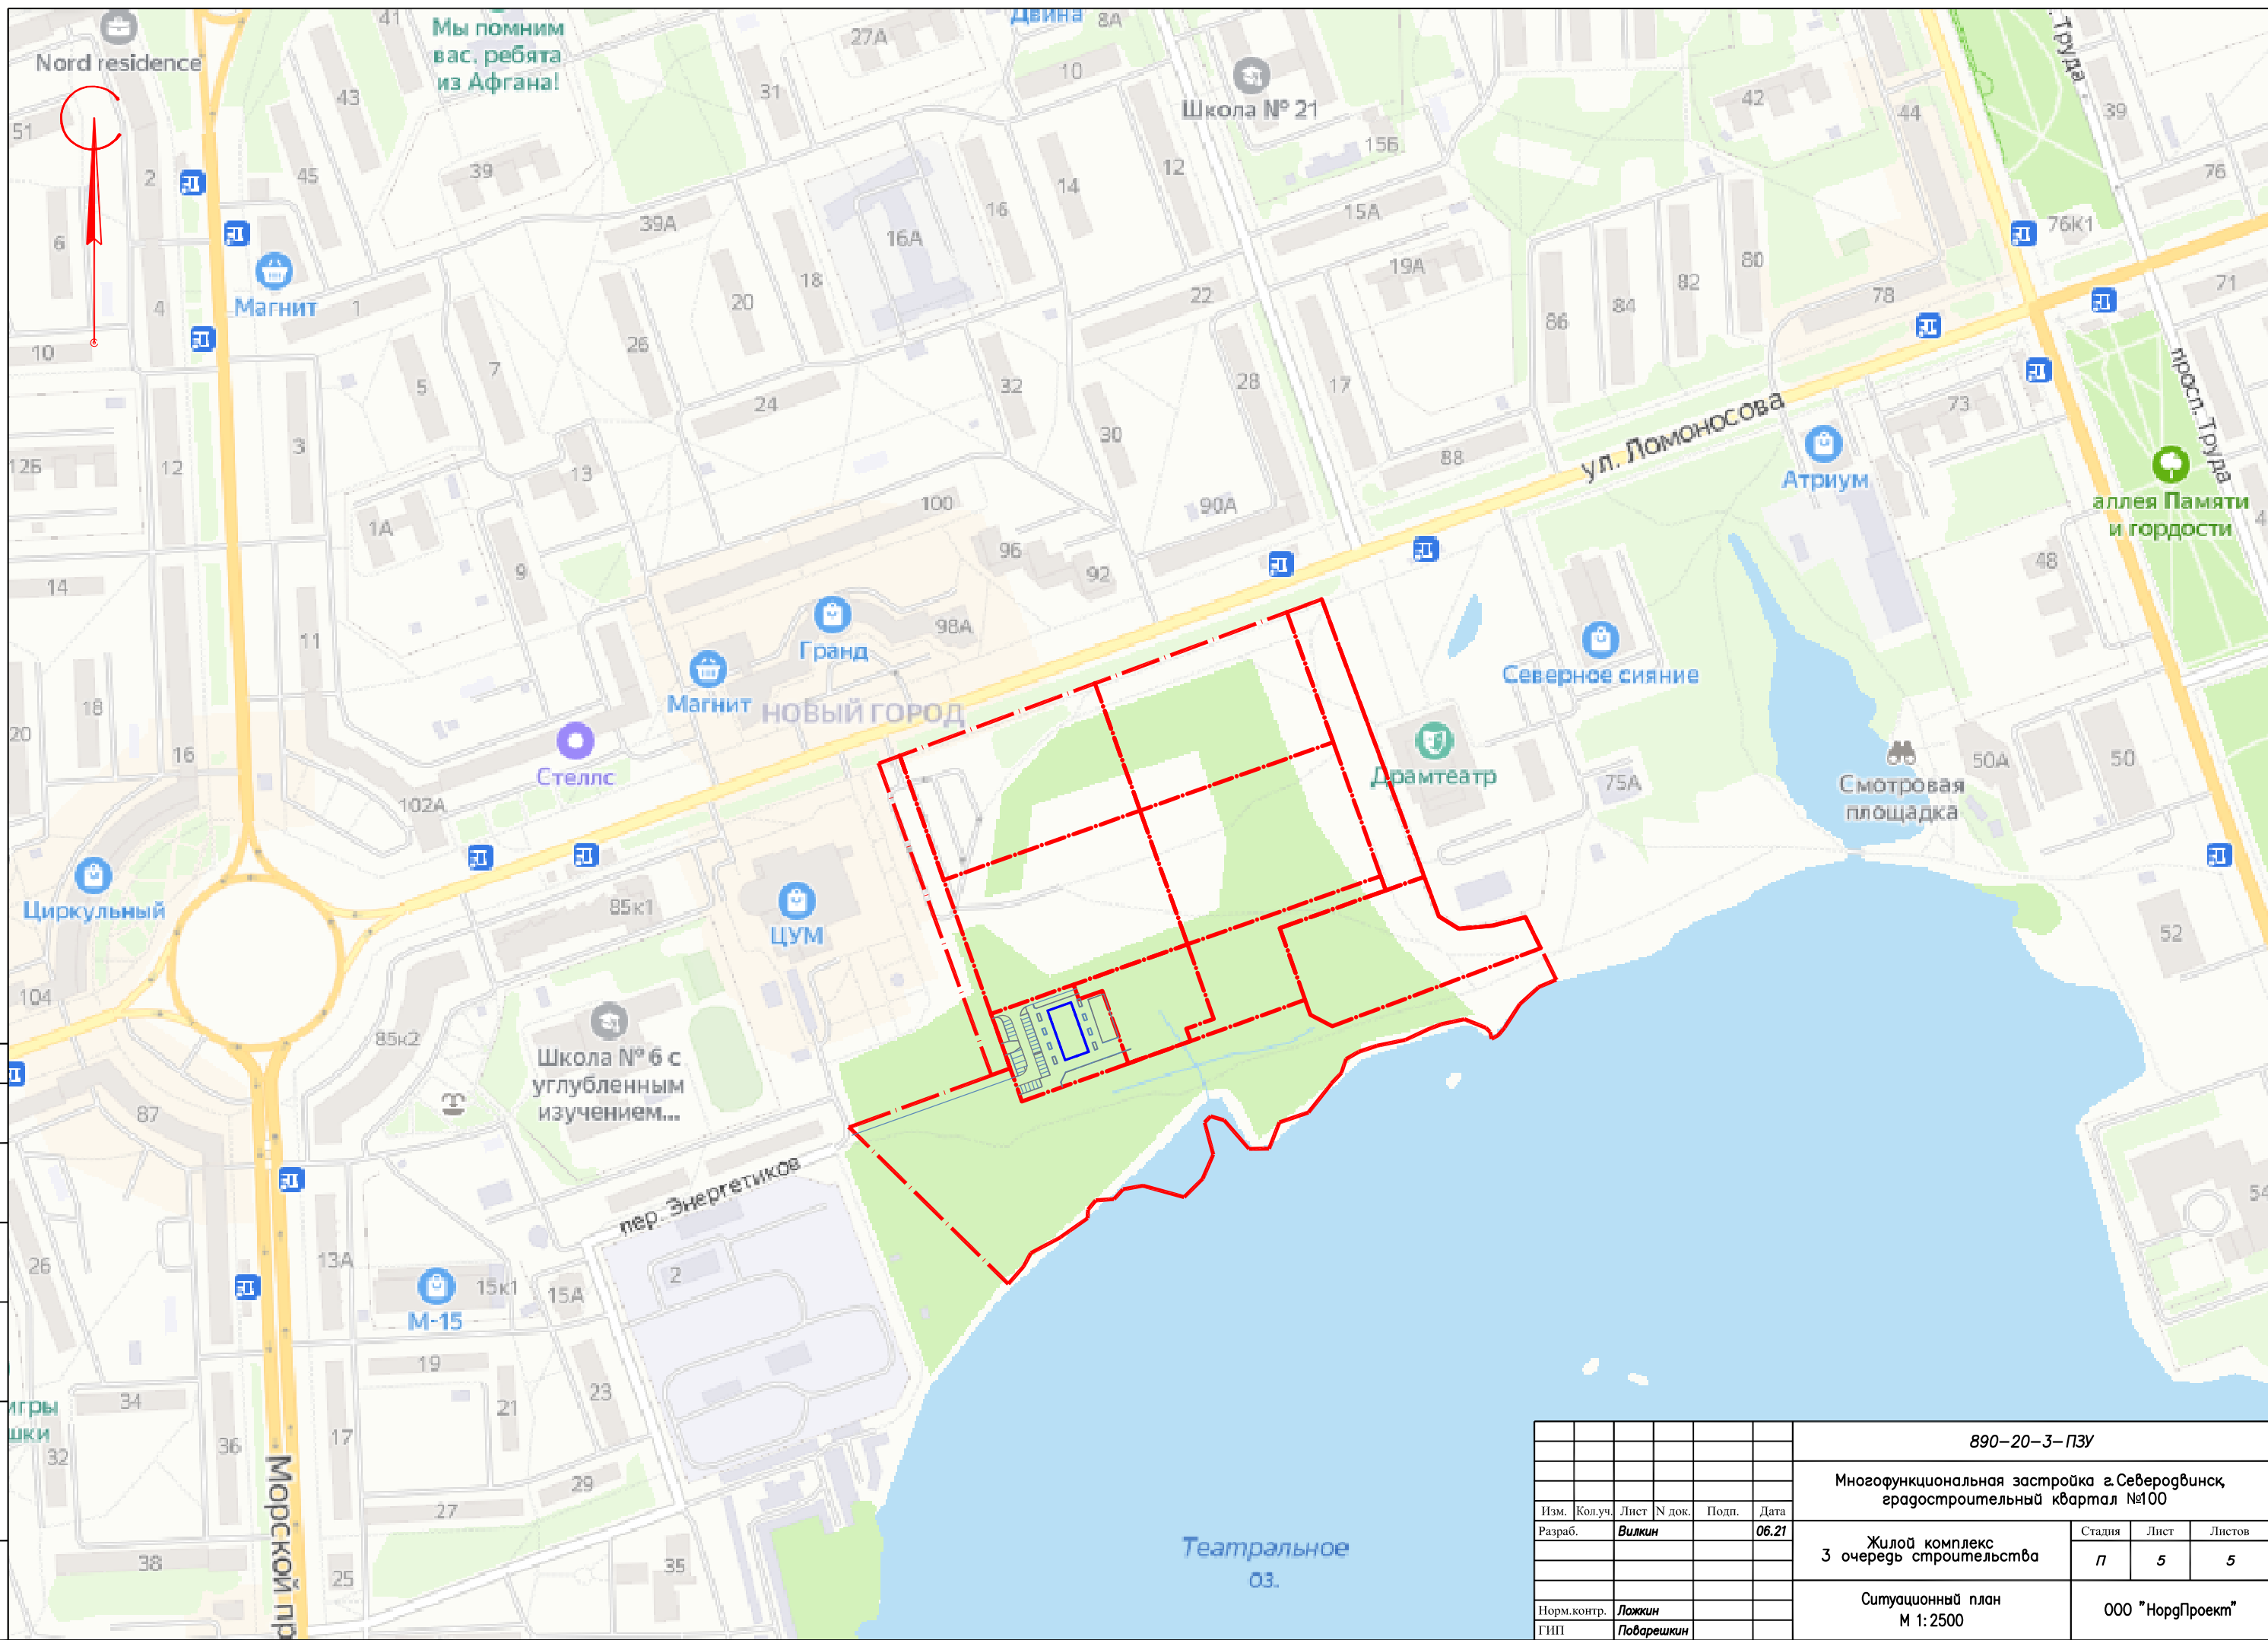 Двина
8А
41
Мы помним
вас, ребята
из Афгана!
27А
Nord residence
31
10
Школа № 21
43
42
44
39
просп. Труда
51
2
45
39
39А
16А
16
14
12
15Б
15А
76
76К1
6
4
Магнит
1
18
20
22
19А
82
80
84
86
78
71
10
5
7
26
24
32
28
17
30
73
ул. Ломоносова
просп. Труда
12Б
12
3
13
1А
9
100
96
92
90А
88
Атриум
аллея Памяти
и гордости
14
11
98А
Гранд
48
Магнит
НОВЫЙ ГОРОД
Северное сияние
18
20
16
Стеллс
102А
Драмтеатр
75А
50А
50
Смотровая
площадка
Циркульный
85к1
ЦУМ
52
104
85к2
Школа № 6 с
углубленным
изучением...
87
пер. Энергетиков
54
26
13А
15к1
15А
2
М-15
19
21
23
34
игры
шки
32
36
17
29
27
38
25
35
Морской пр
Театральное
оз.
890-20-3-ПЗУ
Многофункциональная застройка г.Северодвинск,
градостроительный квартал №100
Изм. Кол.уч. Лист N док. Подп. Дата
Разраб. Вилкин 06.21
Жилой комплекс
3 очередь строительства
Стадия Лист Листов
П 5 5
Ситуационный план
М 1:2500
ООО "НордПроект"
Норм.контр. Ложкин
ГИП Поварешкин